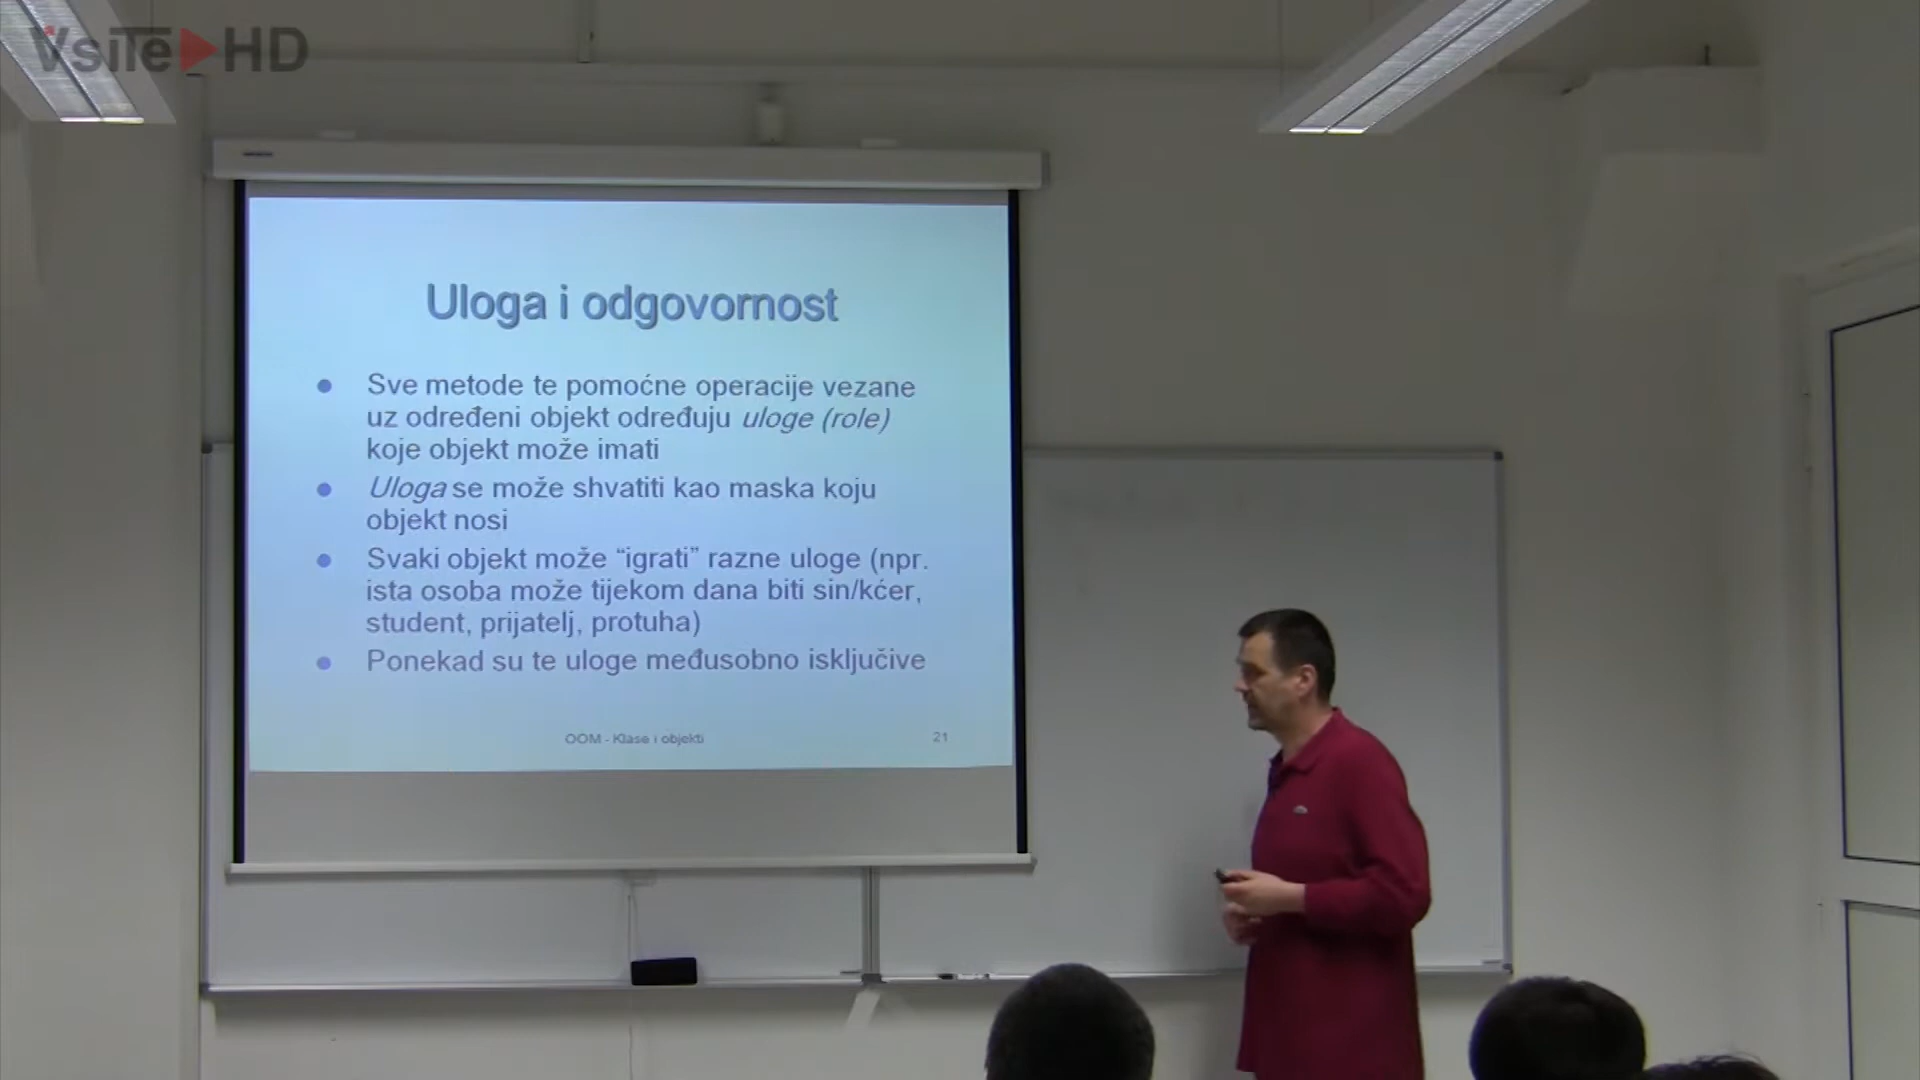 VsiTe HD
Uloga i odgovornost
Sve metode te pomoćne operacije vezane
uz određeni objekt određuju uloge (role)
koje objekt može imati
Uloga se može shvatiti kao maska koju
objekt nosi
Svaki objekt može “igrati” razne uloge (npr.
ista osoba može tijekom dana biti sin/kćer,
student, prijatelj, protuha)
Ponekad su te uloge međusobno isključive
OOM - Klase i objekti
21